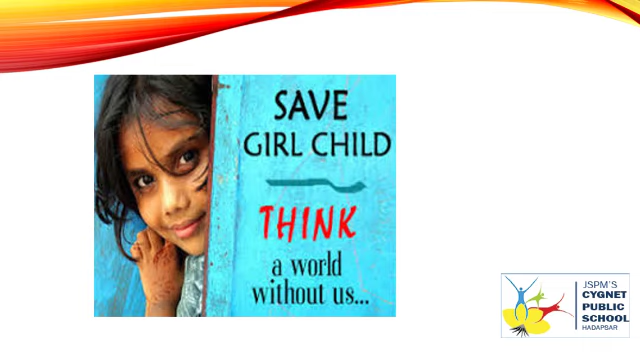 SAVE
GIRL CHILD
THINK
a world
without us...
JSPM'S
CYGNET
PUBLIC
SCHOOL
HADAPSAR